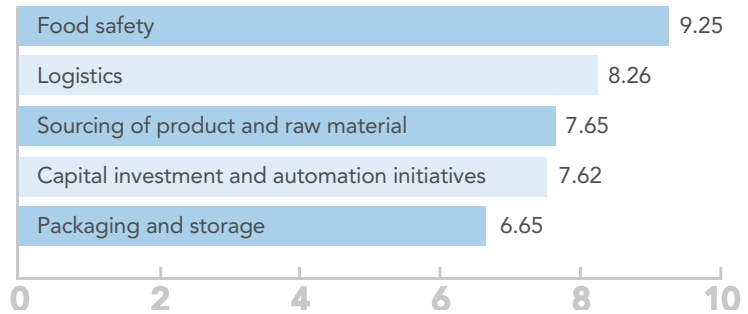 Food safety 9.25
Logistics 8.26
Sourcing of product and raw material 7.65
Capital investment and automation initiatives 7.62
Packaging and storage 6.65
0 2 4 6 8 10